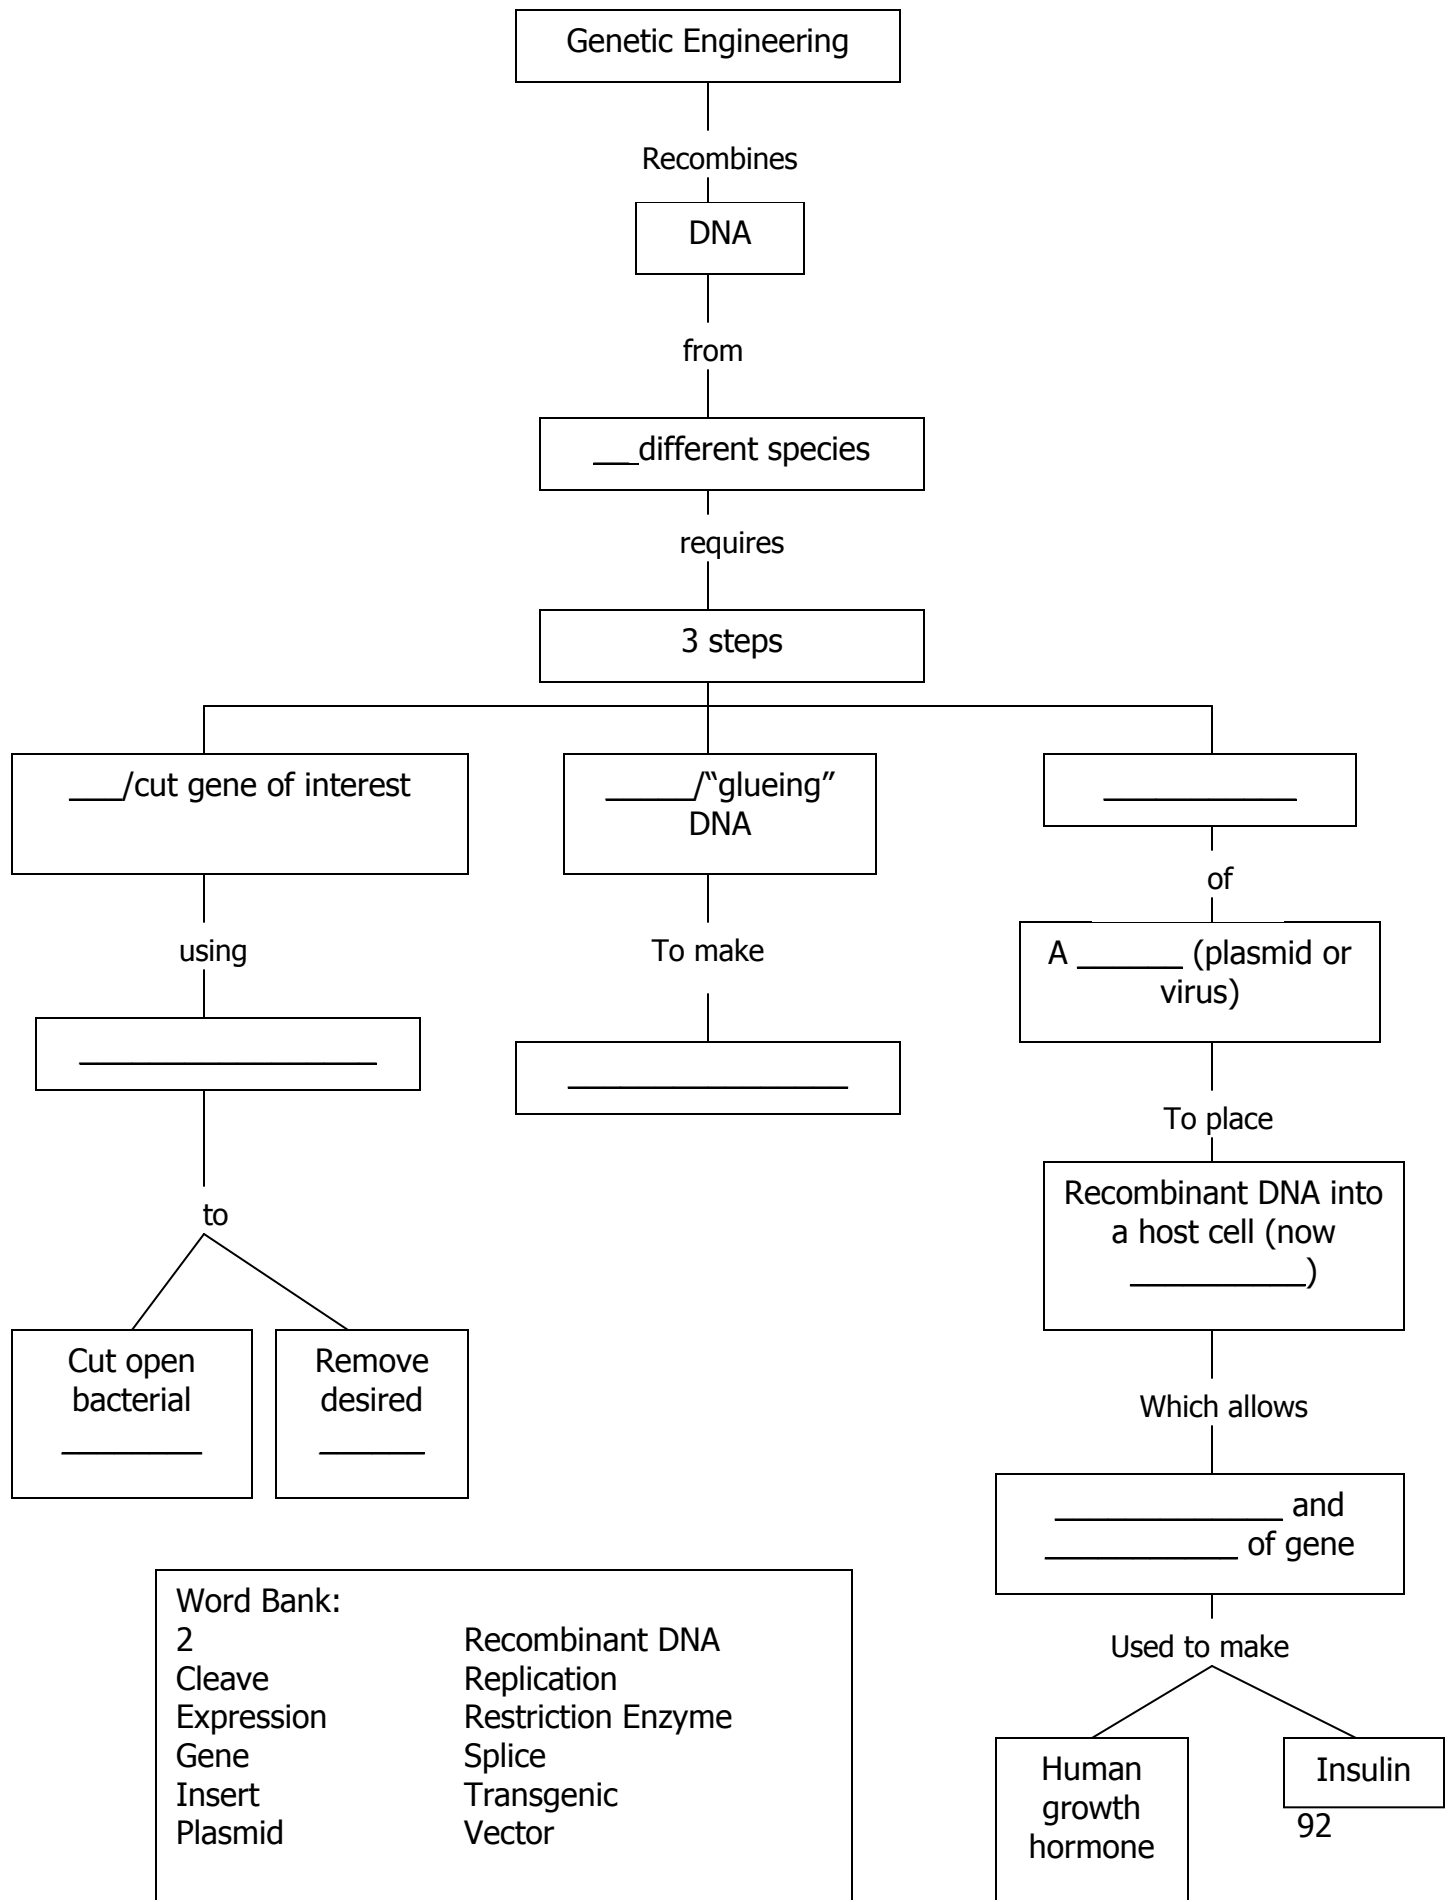 Genetic Engineering
Recombines
DNA
from
__ different species
requires
3 steps
___/cut gene of interest
using
_________________
to
Cut open
bacterial
________
Remove
desired
______
_____/“glueing”
DNA
To make
________________
___________
of
A ______ (plasmid or
virus)
To place
Recombinant DNA into
a host cell (now
__________)
Which allows
_____________ and
___________ of gene
Used to make
Human
growth
hormone
Insulin
Word Bank:
2 Recombinant DNA
Cleave Replication
Expression Restriction Enzyme
Gene Splice
Insert Transgenic
Plasmid Vector
92